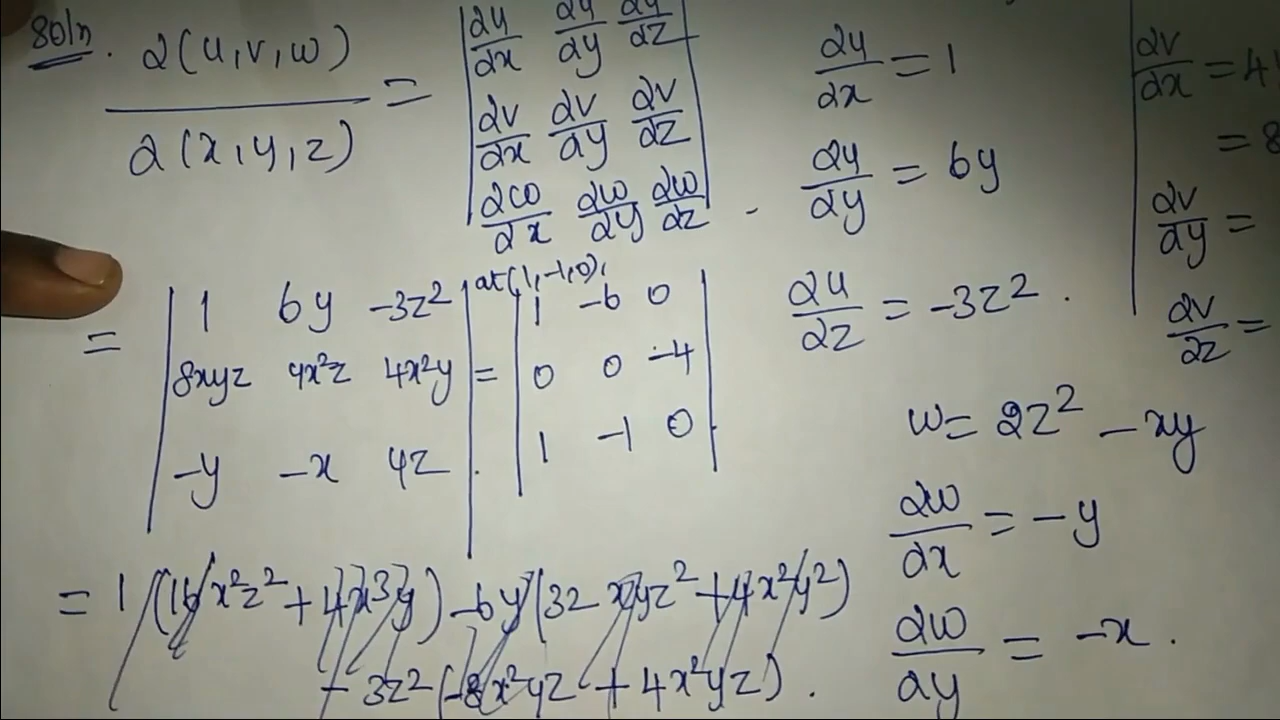 Soln. ∂(u,v,w)/∂(x,y,z) = | ∂u/∂x ∂u/∂y ∂u/∂z |
| ∂v/∂x ∂v/∂y ∂v/∂z |
| ∂w/∂x ∂w/∂y ∂w/∂z | .
= | 1 6y -3z² | at (1,-1,0), | 1 -6 0 |
| 8xyz 4x²z 4x²y | = | 0 0 -4 |
| -y -x 4z | . | 1 -1 0 |
= 1 (16x²z² + 4x³y) - 6y (32xyz² + 4x²y²)
- 3z² (-8x²yz + 4x²yz) .
∂u/∂x = 1
∂u/∂y = 6y
∂u/∂z = -3z² .
w = 2z² - xy
∂w/∂x = -y
∂w/∂y = -x .
∂v/∂x = 4
= 8
∂v/∂y =
∂v/∂z =